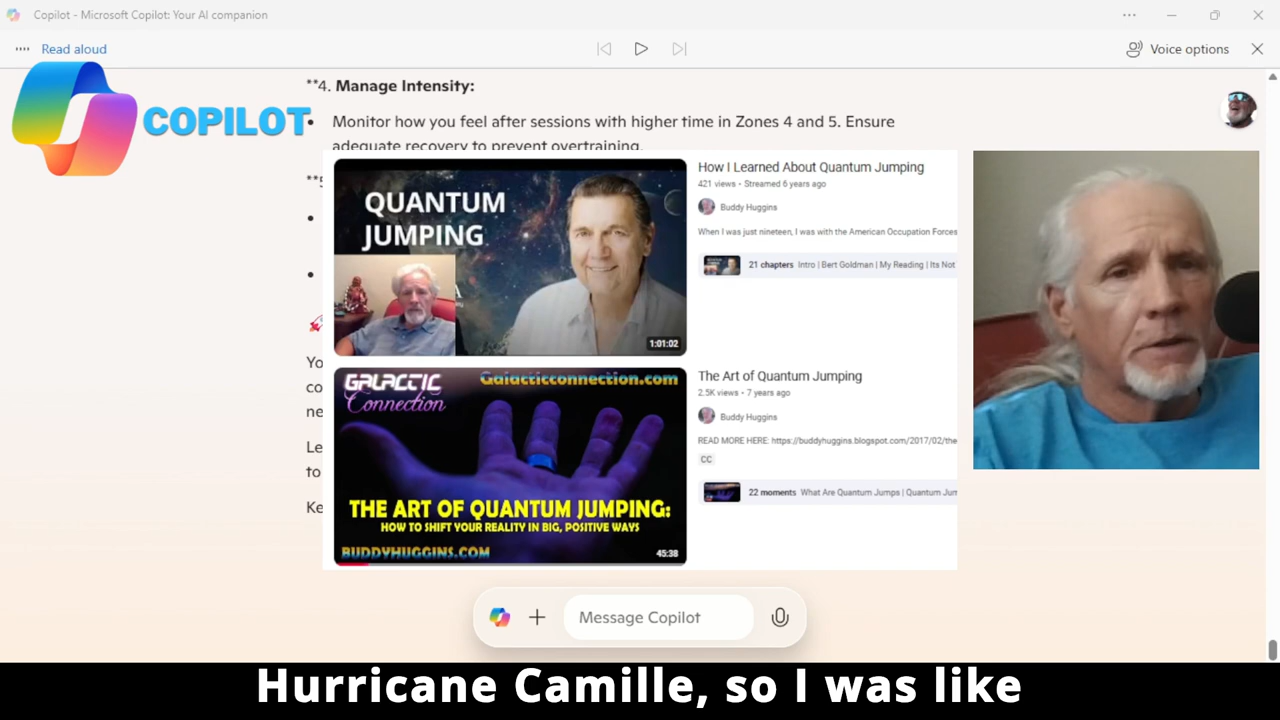 Copilot - Microsoft Copilot: Your AI companion
Read aloud
Voice options
COPILOT
**4. Manage Intensity:
• Monitor how you feel after sessions with higher time in Zones 4 and 5. Ensure
adequate recovery to prevent overtraining.
QUANTUM
JUMPING
1:01:02
How I Learned About Quantum Jumping
421 views • Streamed 6 years ago
Buddy Huggins
When I was just nineteen, I was with the American Occupation Forces
21 chapters Intro | Bert Goldman | My Reading | Its Not
Yo
co
ne
Le
to
Ke
GALACTIC
Connection
Galacticconnection.com
THE ART OF QUANTUM JUMPING:
HOW TO SHIFT YOUR REALITY IN BIG, POSITIVE WAYS
BUDDYHUGGINS.COM
45:38
The Art of Quantum Jumping
2.5K views • 7 years ago
Buddy Huggins
READ MORE HERE: https://buddyhuggins.blogspot.com/2017/02/the
CC
22 moments What Are Quantum Jumps | Quantum Jum
Message Copilot
Hurricane Camille, so I was like